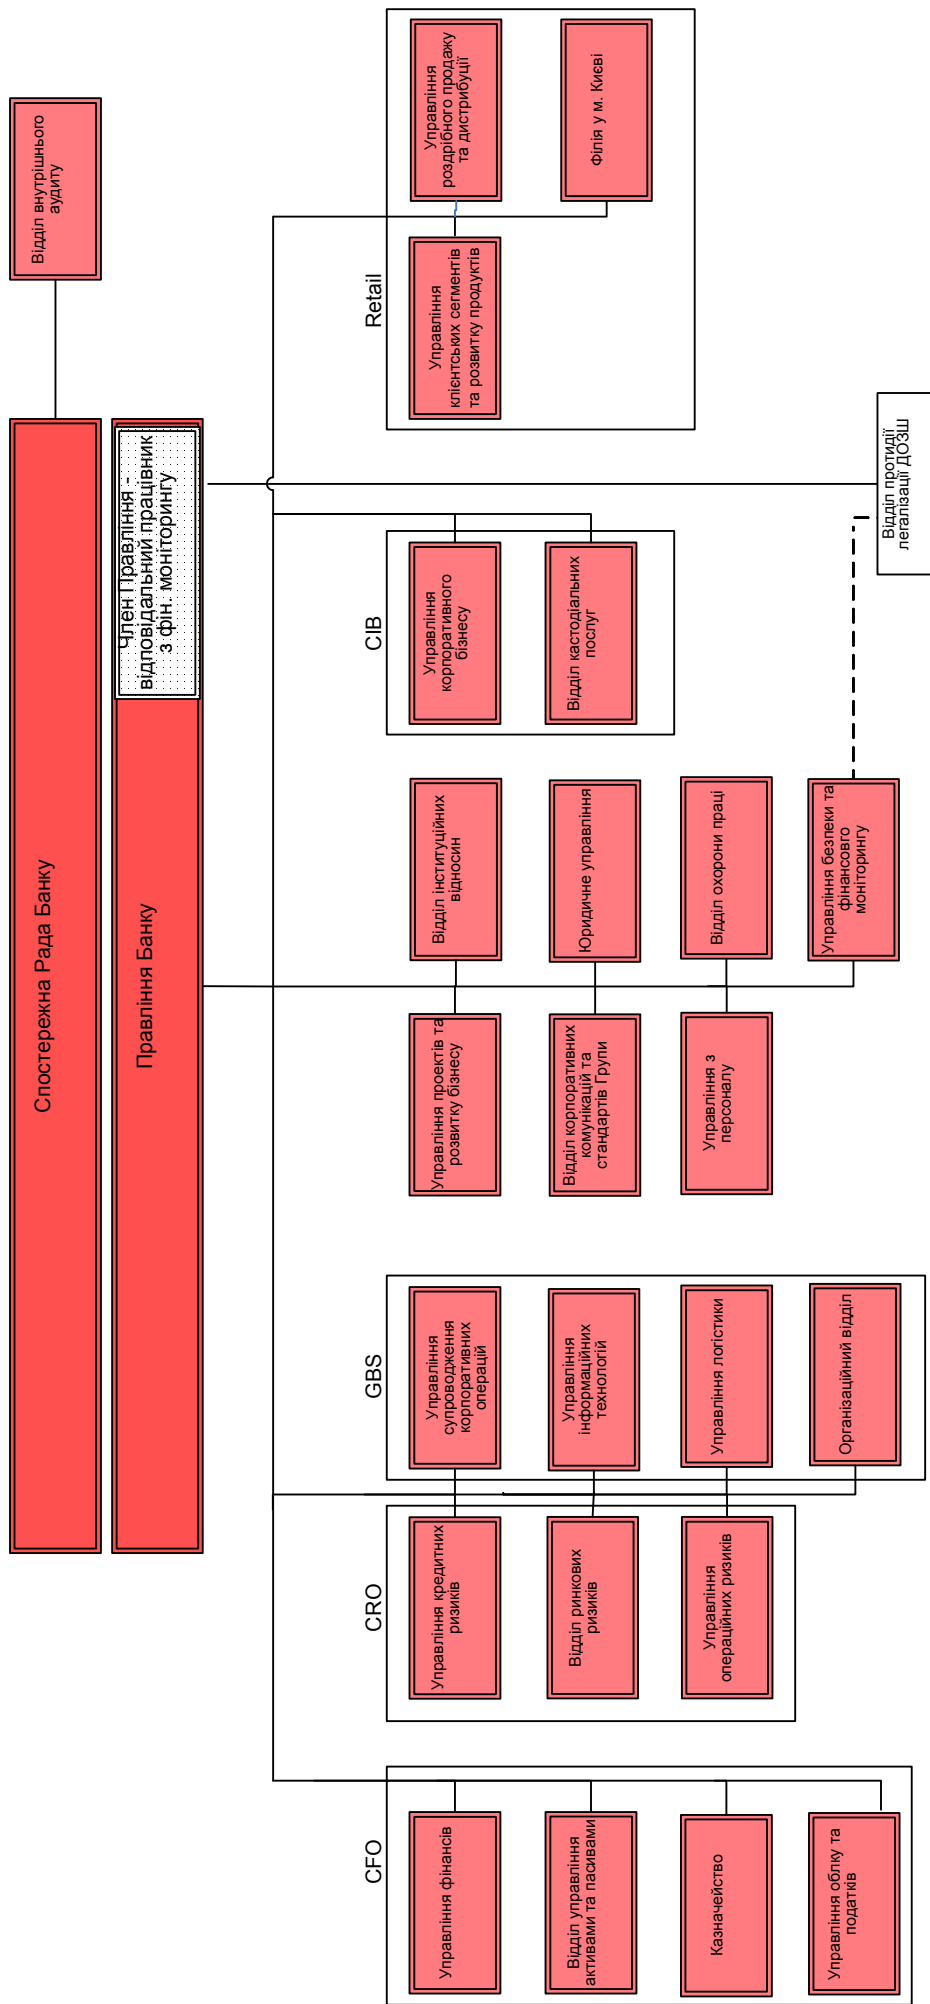 Спостережна Рада Банку
Відділ внутрішнього
аудиту
Правління Банку
Член Правління -
відповідальний працівник
з фін. моніторингу
CFO
Управління фінансів
Відділ управління
активами та пасивами
Казначейство
Управління облку та
податків
CRO
Управління кредитних
ризиків
Відділ ринкових
ризиків
Управління
операційних ризиків
GBS
Управління
супроводження
корпоративних
операцій
Управління
інформаційних
технологій
Управління логістики
Організаційний відділ
Управління проектів та
розвитку бізнесу
Відділ корпоративних
комунікацій та
стандартів Групи
Управління з
персоналу
Відділ інституційних
відносин
Юридичне управління
Відділ охорони праці
Управління безпеки та
фінансовго
моніторингу
CIB
Управління
корпоративного
бізнесу
Відділ кастодіальних
послуг
Відділ протидії
легалізації ДОЗШ
Retail
Управління
клієнтських сегментів
та розвитку продуктів
Управління
роздрібного продажу
та дистрибуції
Філія у м. Києві